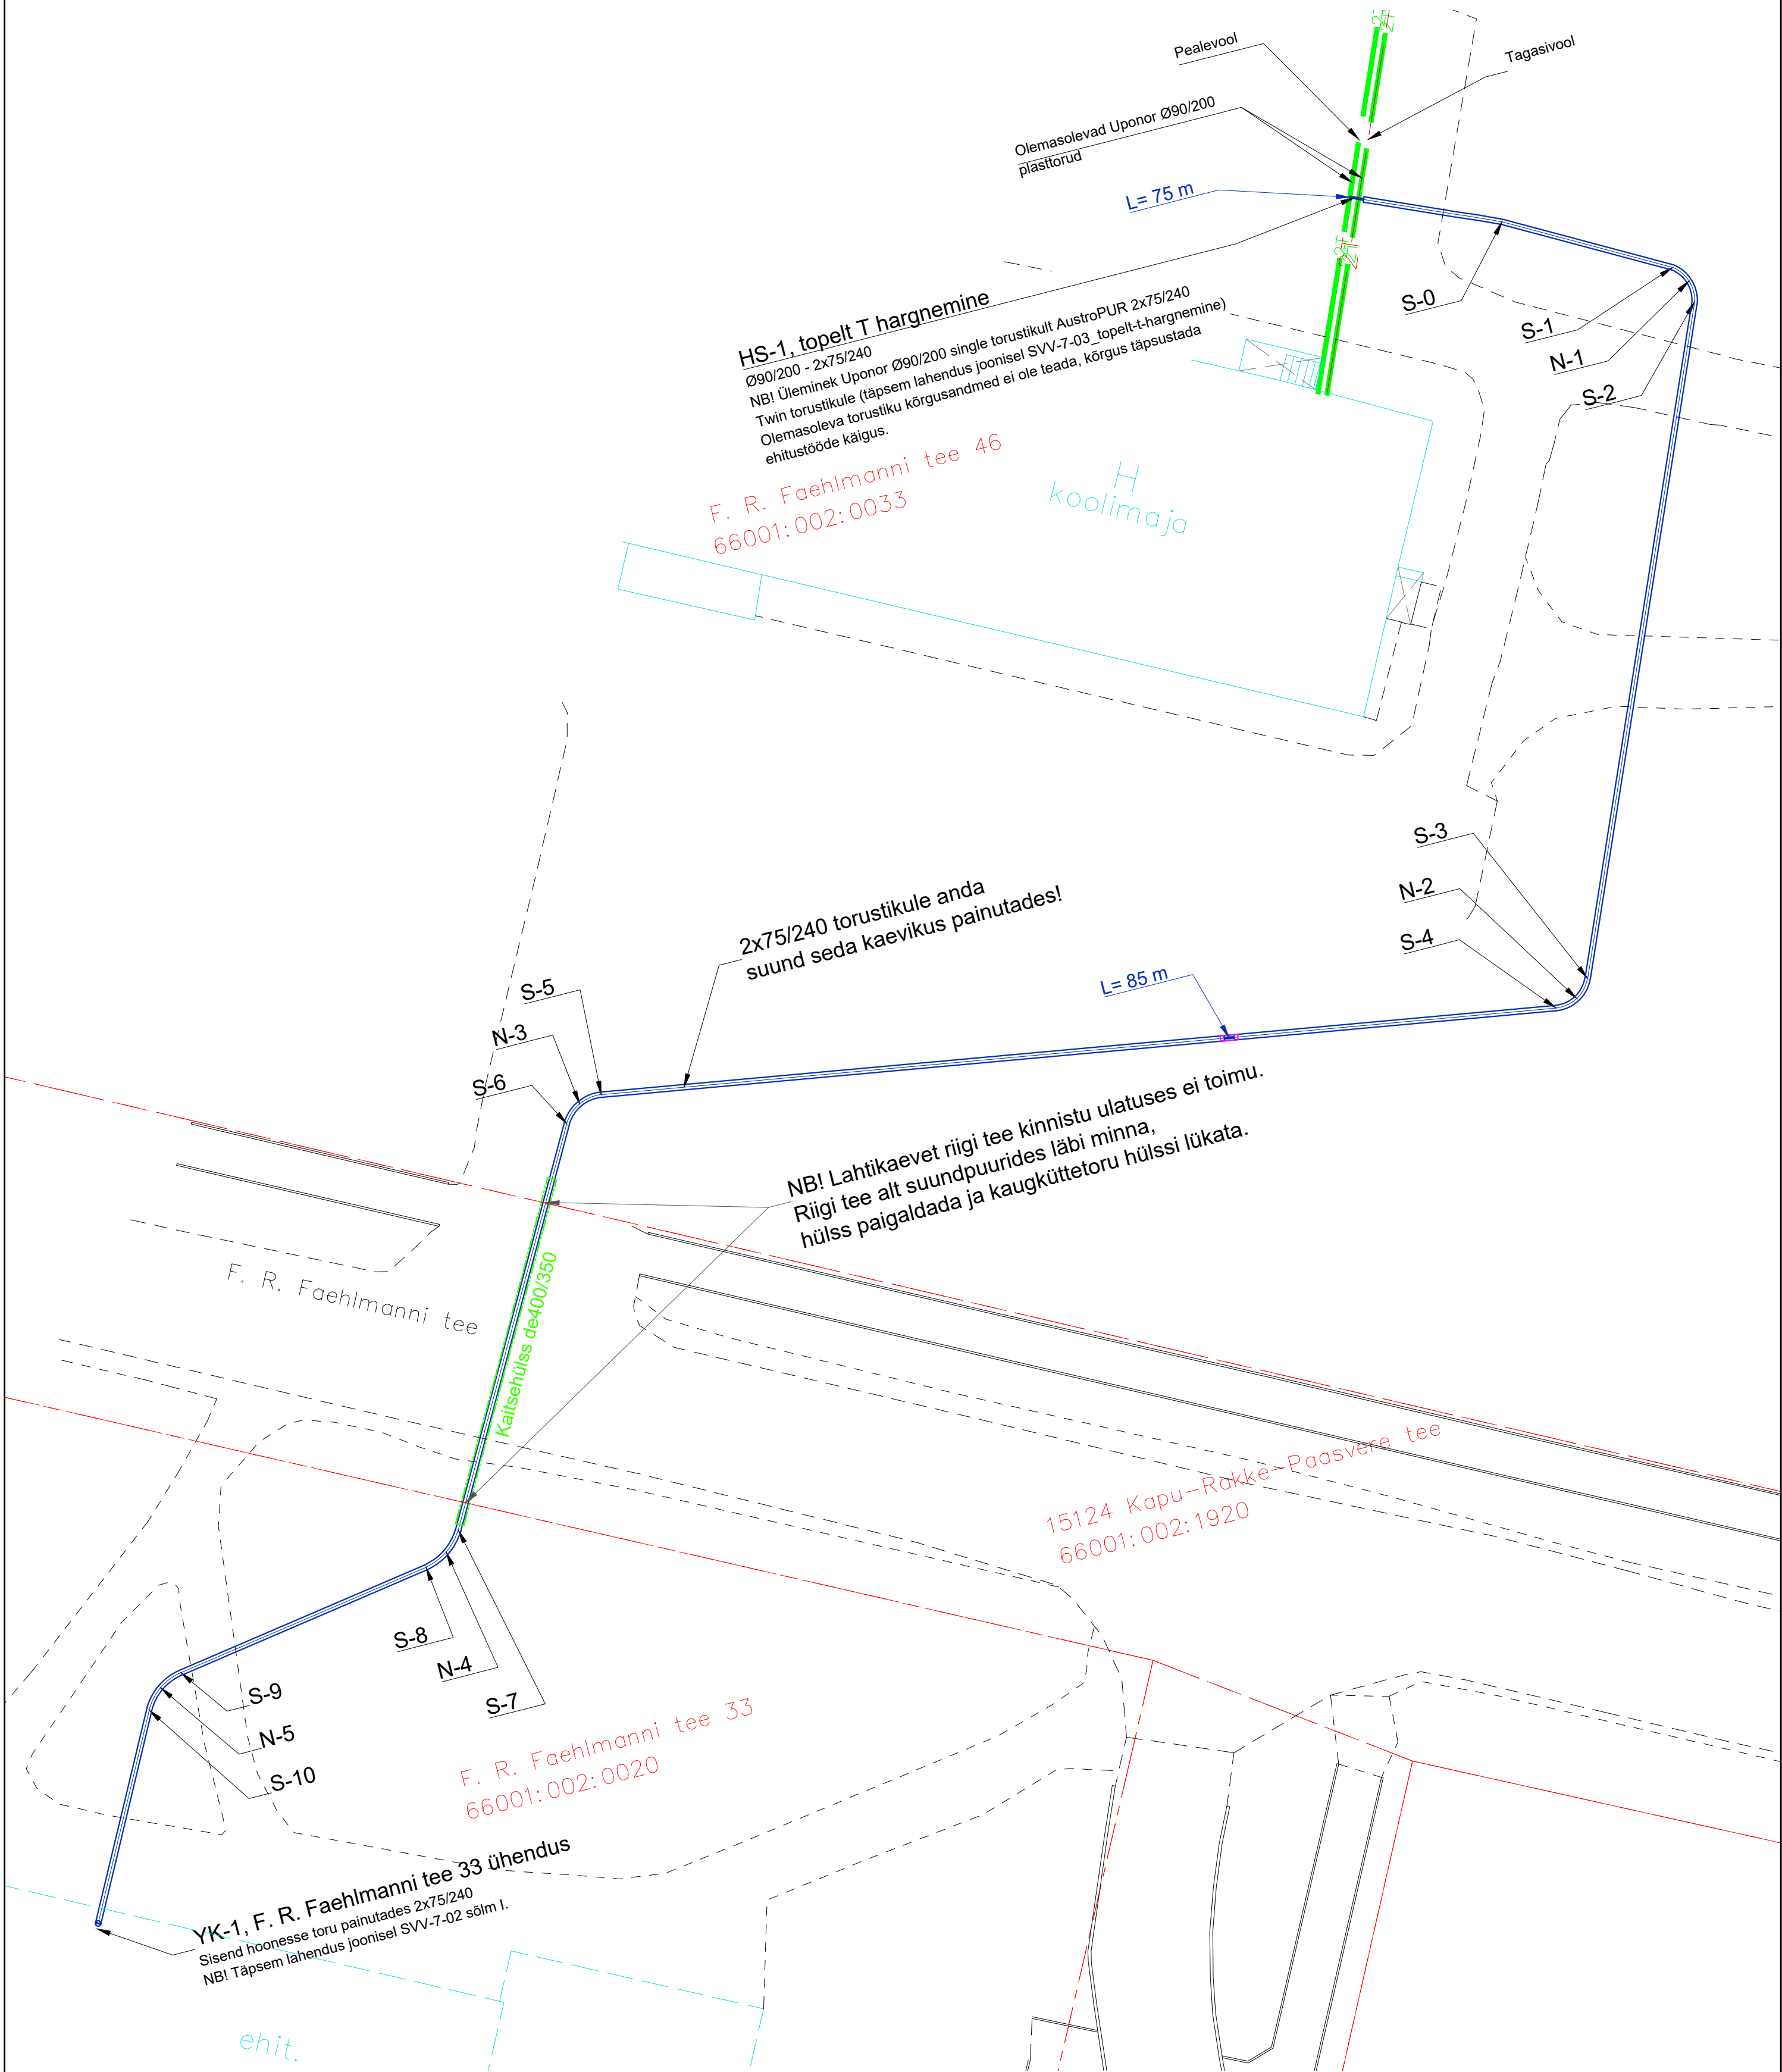 2T
2T
Pealevool
Tagasivool
Olemasolevad Uponor Ø90/200
plasttorud
L= 75 m
2T
2T
S-0
S-1
N-1
S-2
HS-1, topelt T hargnemine
Ø90/200 - 2x75/240
NB! Üleminek Uponor Ø90/200 single torustikult AustroPUR 2x75/240
Twin torustikule (täpsem lahendus joonisel SVV-7-03_topelt-t-hargnemine)
Olemasoleva torustiku kõrgusandmed ei ole teada, kõrgus täpsustada
ehitustööde käigus.
F. R. Faehlmanni tee 46
66001:002:0033
H
koolimaja
S-3
N-2
S-4
2x75/240 torustikule anda
suund seda kaevikus painutades!
L= 85 m
S-5
N-3
S-6
NB! Lahtikaevet riigi tee kinnistu ulatuses ei toimu.
Riigi tee alt suundpuurides läbi minna,
hülss paigaldada ja kaugküttetoru hülssi lükata.
F. R. Faehlmanni tee
Kaitsehülss de400/350
15124 Kapu-Rakke-Paasvere tee
66001:002:1920
S-8
N-4
S-7
S-9
N-5
S-10
F. R. Faehlmanni tee 33
66001:002:0020
YK-1, F. R. Faehlmanni tee 33 ühendus
Sisend hoonesse toru painutades 2x75/240
NB! Täpsem lahendus joonisel SVV-7-02 sõlm I.
ehit.